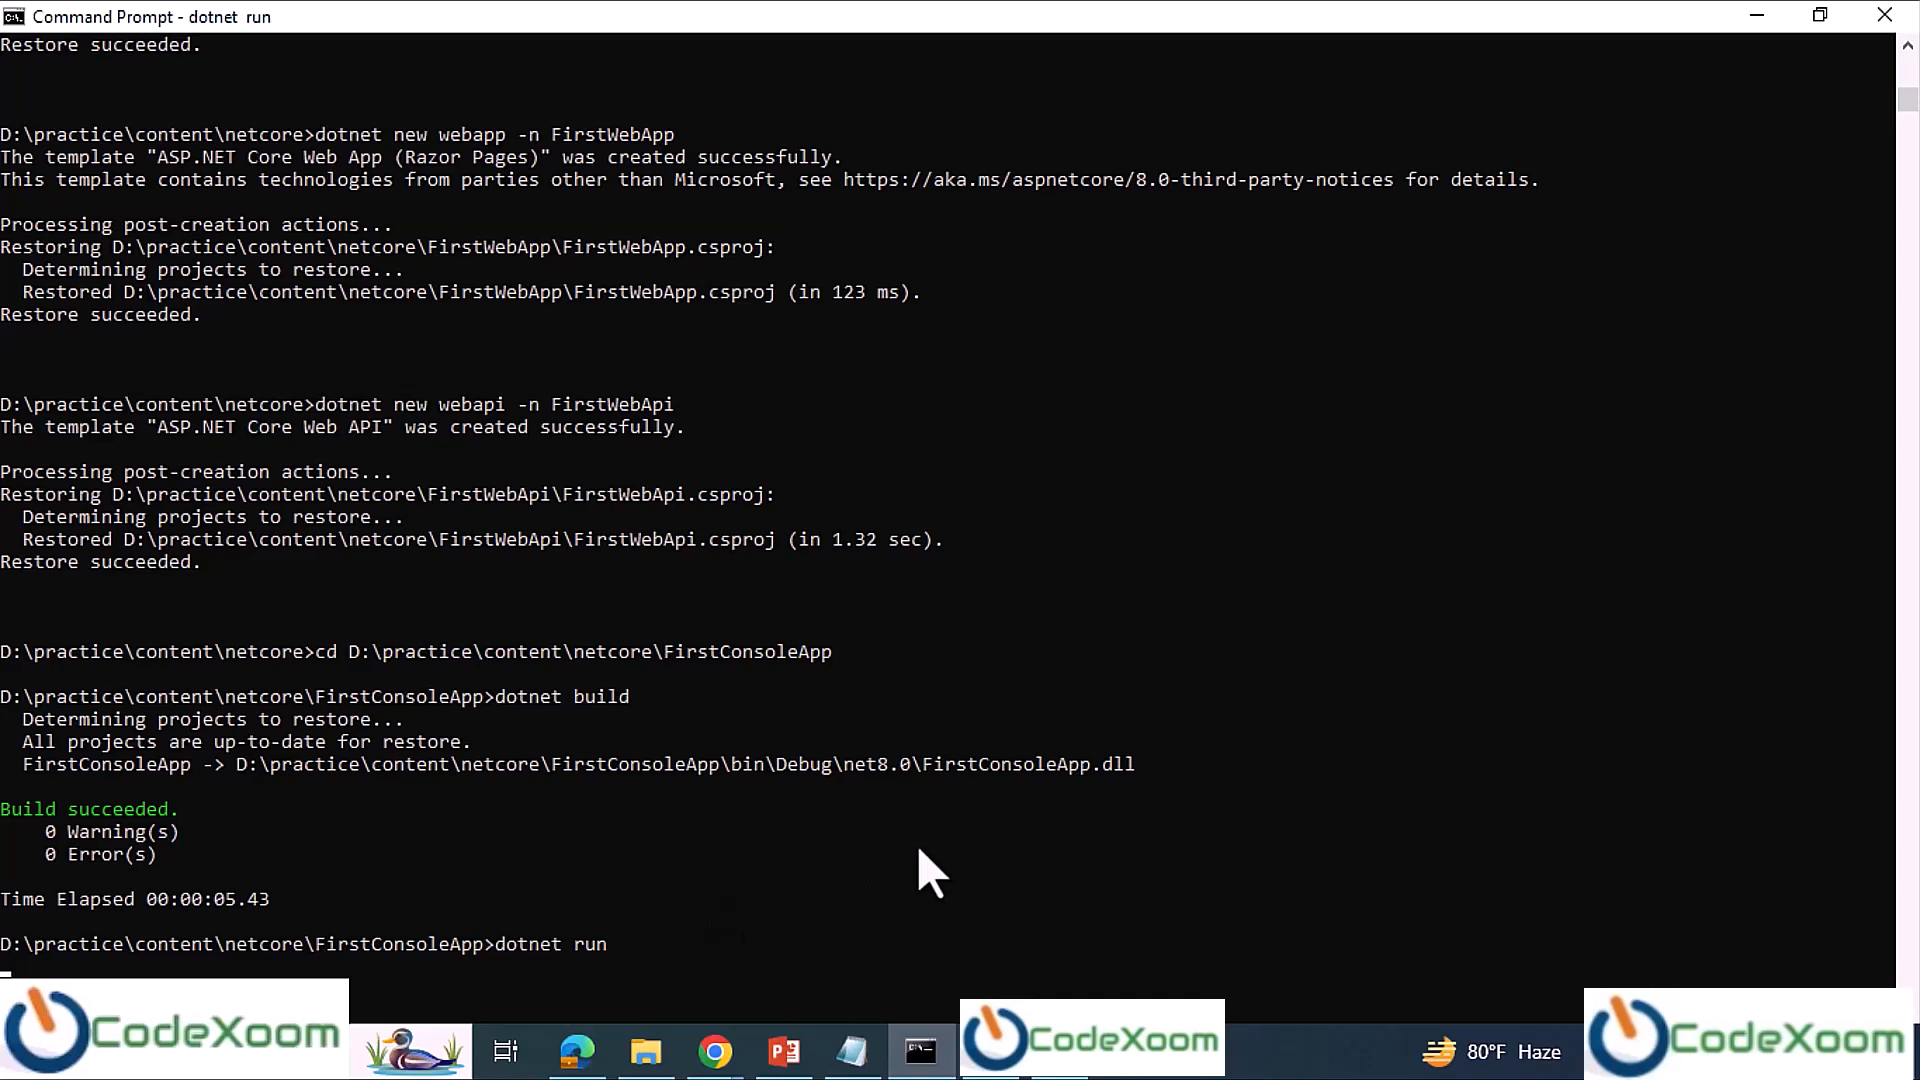 Command Prompt - dotnet  run
Restore succeeded.
D:\practice\content\netcore>dotnet new webapp -n FirstWebApp
The template "ASP.NET Core Web App (Razor Pages)" was created successfully.
This template contains technologies from parties other than Microsoft, see https://aka.ms/aspnetcore/8.0-third-party-notices for details.
Processing post-creation actions...
Restoring D:\practice\content\netcore\FirstWebApp\FirstWebApp.csproj:
  Determining projects to restore...
  Restored D:\practice\content\netcore\FirstWebApp\FirstWebApp.csproj (in 123 ms).
Restore succeeded.
D:\practice\content\netcore>dotnet new webapi -n FirstWebApi
The template "ASP.NET Core Web API" was created successfully.
Processing post-creation actions...
Restoring D:\practice\content\netcore\FirstWebApi\FirstWebApi.csproj:
  Determining projects to restore...
  Restored D:\practice\content\netcore\FirstWebApi\FirstWebApi.csproj (in 1.32 sec).
Restore succeeded.
D:\practice\content\netcore>cd D:\practice\content\netcore\FirstConsoleApp
D:\practice\content\netcore\FirstConsoleApp>dotnet build
  Determining projects to restore...
  All projects are up-to-date for restore.
  FirstConsoleApp -> D:\practice\content\netcore\FirstConsoleApp\bin\Debug\net8.0\FirstConsoleApp.dll
Build succeeded.
    0 Warning(s)
    0 Error(s)
Time Elapsed 00:00:05.43
D:\practice\content\netcore\FirstConsoleApp>dotnet run
CodeXoom
CodeXoom
80°F Haze
CodeXoom